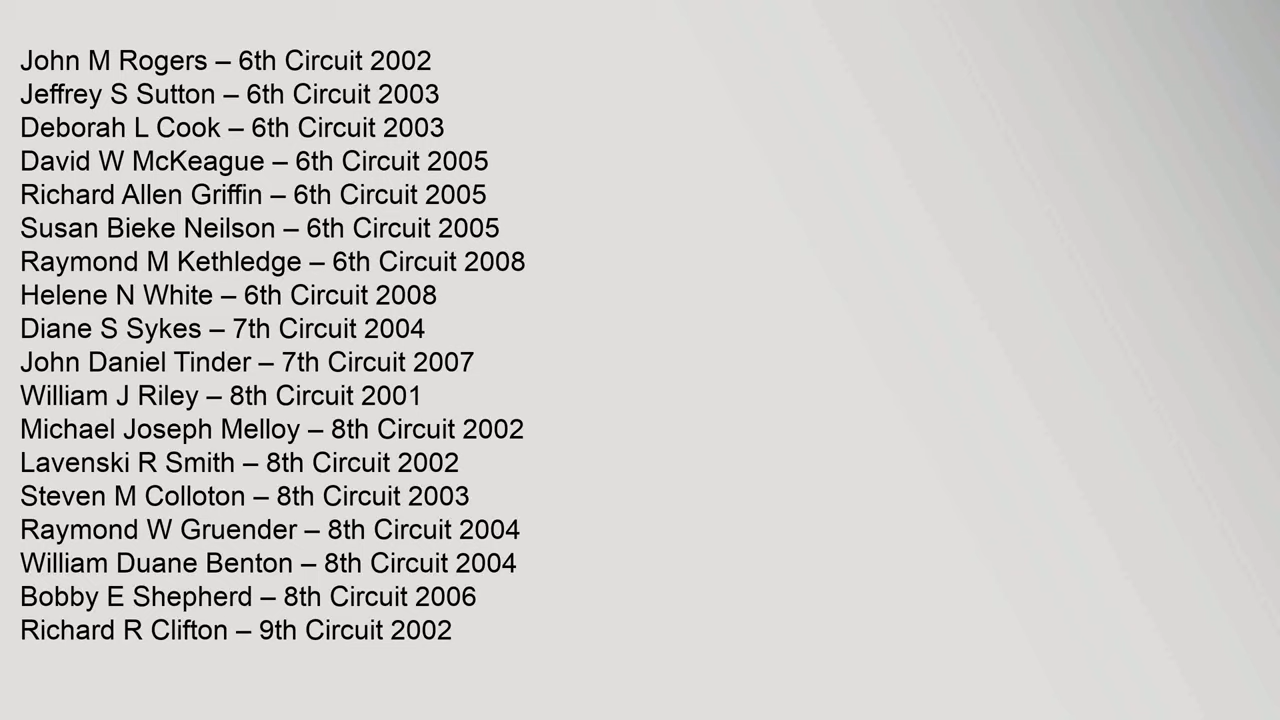 John M Rogers – 6th Circuit 2002
Jeffrey S Sutton – 6th Circuit 2003
Deborah L Cook – 6th Circuit 2003
David W McKeague – 6th Circuit 2005
Richard Allen Griffin – 6th Circuit 2005
Susan Bieke Neilson – 6th Circuit 2005
Raymond M Kethledge – 6th Circuit 2008
Helene N White – 6th Circuit 2008
Diane S Sykes – 7th Circuit 2004
John Daniel Tinder – 7th Circuit 2007
William J Riley – 8th Circuit 2001
Michael Joseph Melloy – 8th Circuit 2002
Lavenski R Smith – 8th Circuit 2002
Steven M Colloton – 8th Circuit 2003
Raymond W Gruender – 8th Circuit 2004
William Duane Benton – 8th Circuit 2004
Bobby E Shepherd – 8th Circuit 2006
Richard R Clifton – 9th Circuit 2002